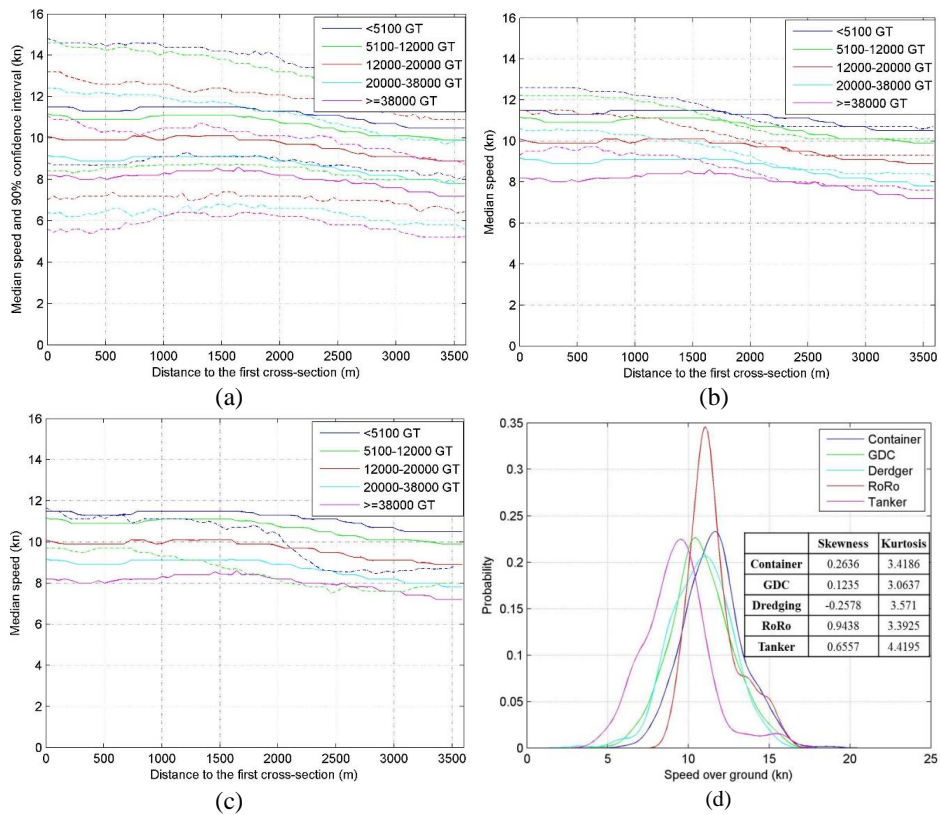 16
14
12
10
8
6
4
2
0
Median speed and 90% confidence interval (kn)
<5100 GT
5100-12000 GT
12000-20000 GT
20000-38000 GT
>=38000 GT
0 500 1000 1500 2000 2500 3000 3500
Distance to the first cross-section (m)
(a)
16
14
12
10
8
6
4
2
0
Median speed (kn)
<5100 GT
5100-12000 GT
12000-20000 GT
20000-38000 GT
>=38000 GT
0 500 1000 1500 2000 2500 3000 3500
Distance to the first cross-section (m)
(b)
16
14
12
10
8
6
4
2
0
Median speed (kn)
<5100 GT
5100-12000 GT
12000-20000 GT
20000-38000 GT
>=38000 GT
0 500 1000 1500 2000 2500 3000 3500
Distance to the first cross-section (m)
(c)
0.35
0.3
0.25
0.2
0.15
0.1
0.05
0
Probability
Container
GDC
Derdger
RoRo
Tanker
Skewness Kurtosis
Container 0.2636 3.4186
GDC 0.1235 3.0637
Dredging -0.2578 3.571
RoRo 0.9438 3.3925
Tanker 0.6557 4.4195
0 5 10 15 20 25
Speed over ground (kn)
(d)